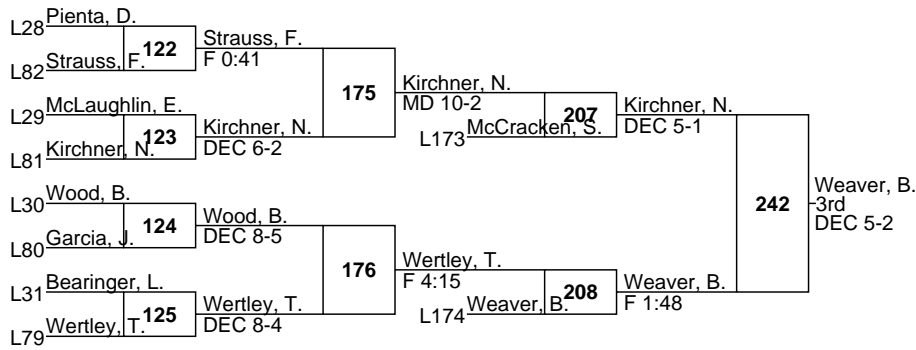 L28 Pienta, D.
122
Strauss, F.
F 0:41
L82 Strauss, F.
175
Kirchner, N.
MD 10-2
L29 McLaughlin, E.
123
Kirchner, N.
DEC 6-2
L81 Kirchner, N.
207
Kirchner, N.
DEC 5-1
L173 McCracken, S.
L30 Wood, B.
124
Wood, B.
DEC 8-5
L80 Garcia, J.
242
Weaver, B.
3rd
DEC 5-2
176
Wertley, T.
F 4:15
L31 Bearinger, L.
125
Wertley, T.
DEC 8-4
L79 Wertley, T.
208
Weaver, B.
F 1:48
L174 Weaver, B.